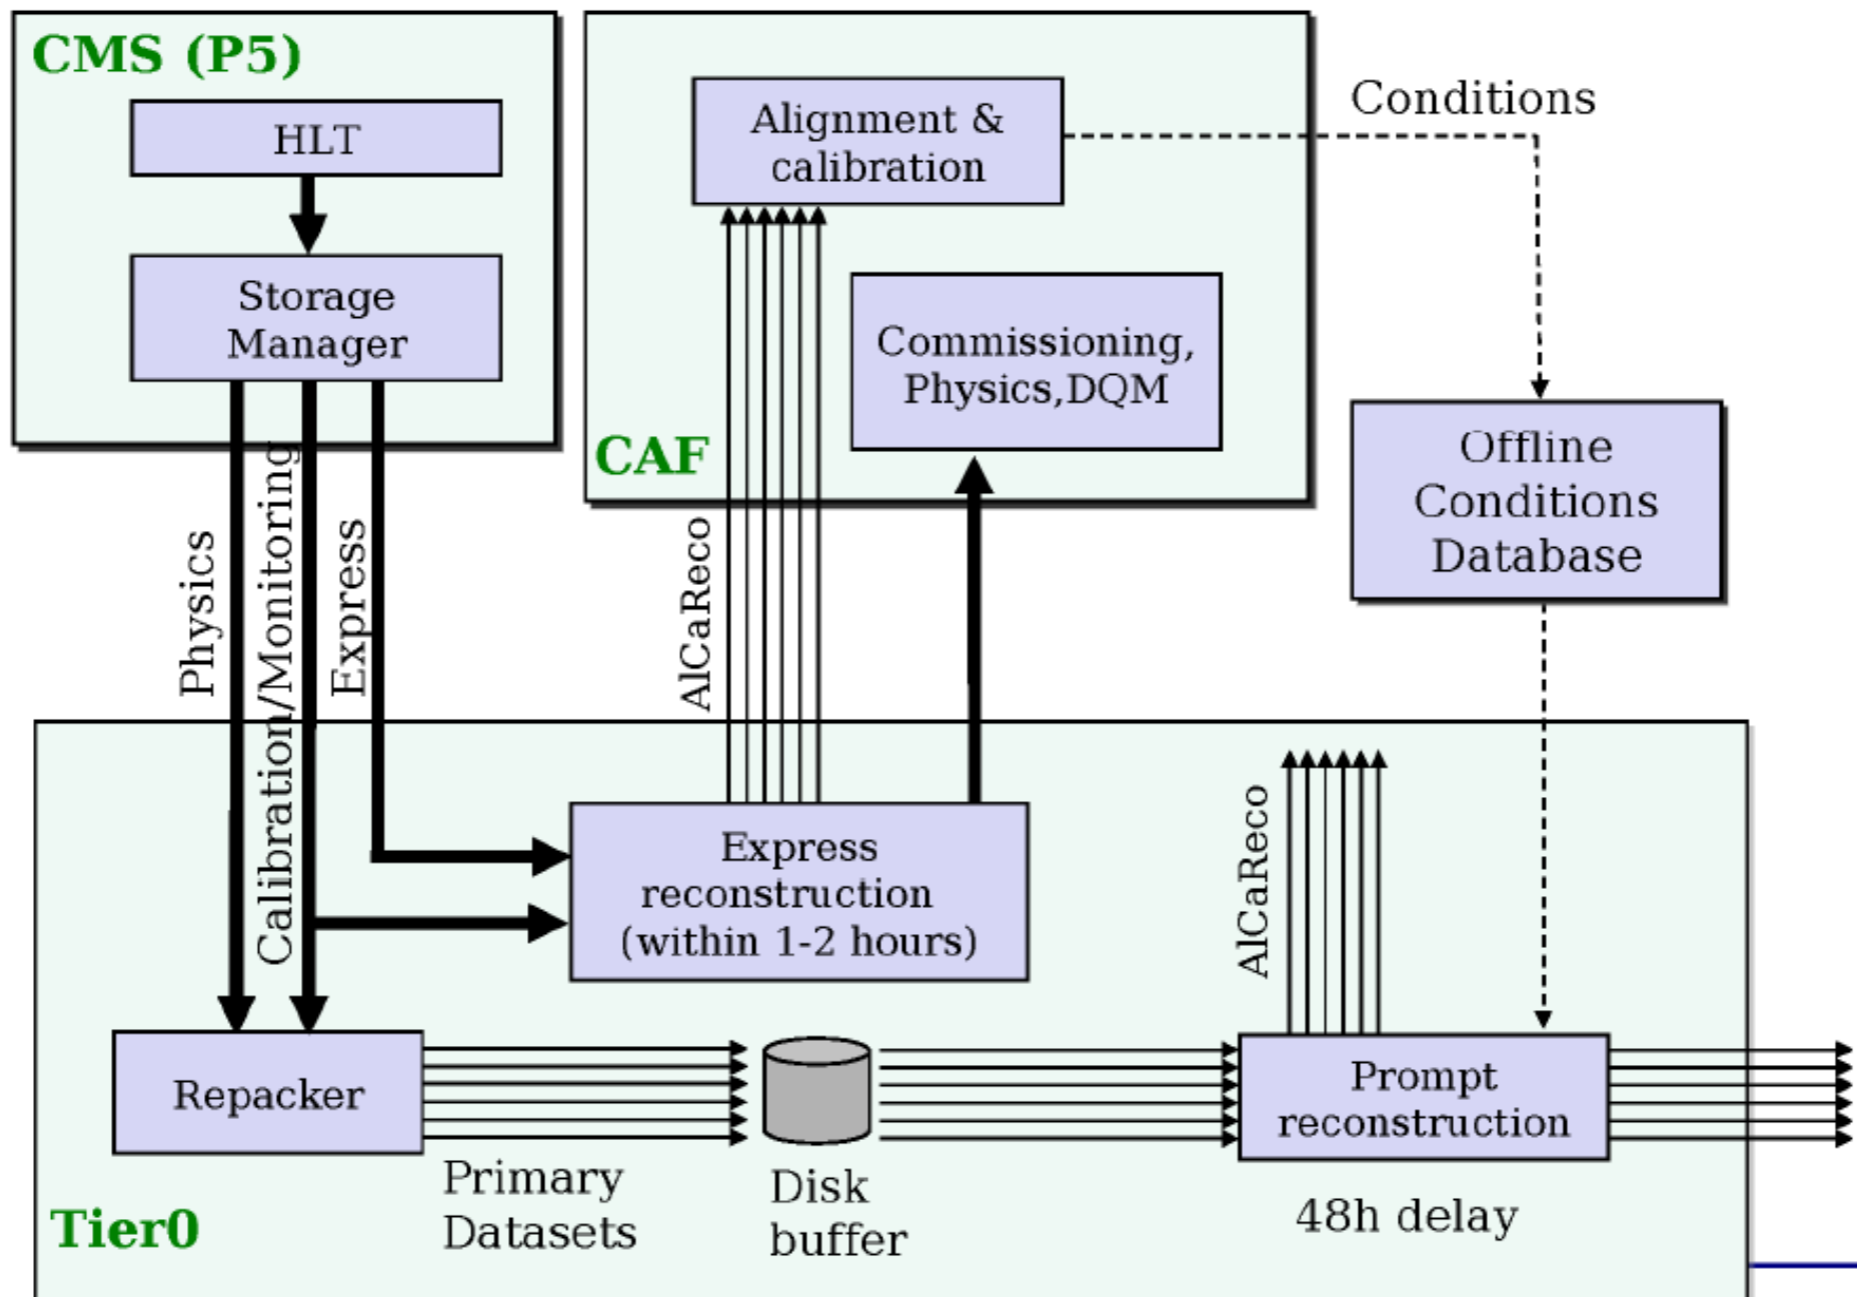 CMS (P5)
HLT
Storage
Manager
Alignment &
calibration
Conditions
Commissioning,
Physics,DQM
CAF
Offline
Conditions
Database
Physics
Calibration/Monitoring
Express
AlCaReco
Express
reconstruction
(within 1-2 hours)
AlCaReco
Repacker
Primary
Datasets
Disk
buffer
Prompt
reconstruction
48h delay
Tier0